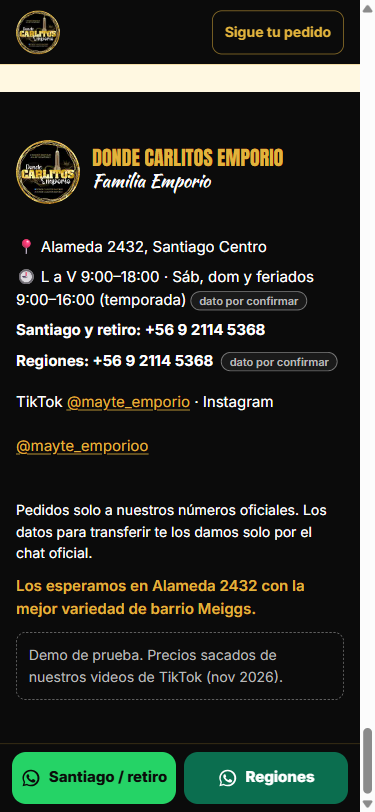 Sigue tu pedido
DONDE CARLITOS EMPORIO
Familia Emporio
Alameda 2432, Santiago Centro
L a V 9:00–18:00 · Sáb, dom y feriados
9:00–16:00 (temporada) dato por confirmar
Santiago y retiro: +56 9 2114 5368
Regiones: +56 9 2114 5368 dato por confirmar
TikTok @mayte_emporio · Instagram
@mayte_emporioo
Pedidos solo a nuestros números oficiales. Los
datos para transferir te los damos solo por el
chat oficial.
Los esperamos en Alameda 2432 con la
mejor variedad de barrio Meiggs.
Demo de prueba. Precios sacados de
nuestros videos de TikTok (nov 2026).
Santiago / retiro
Regiones